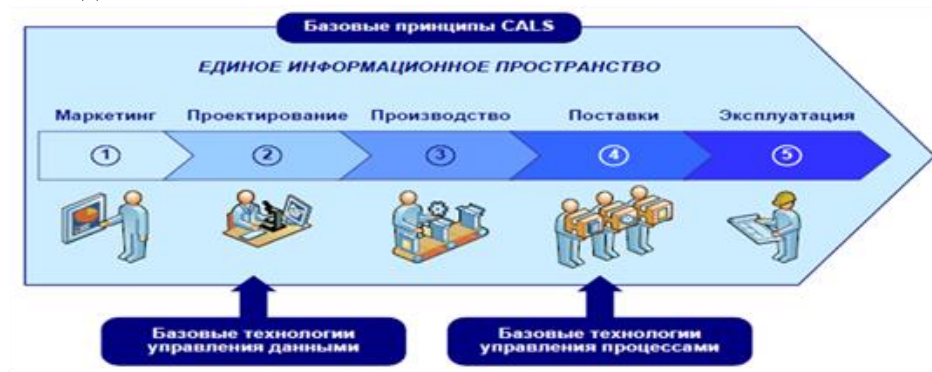 Базовые принципы CALS
ЕДИНОЕ ИНФОРМАЦИОННОЕ ПРОСТРАНСТВО
Маркетинг Проектирование Производство Поставки Эксплуатация
1 2 3 4 5
Базовые технологии
управления данными
Базовые технологии
управления процессами